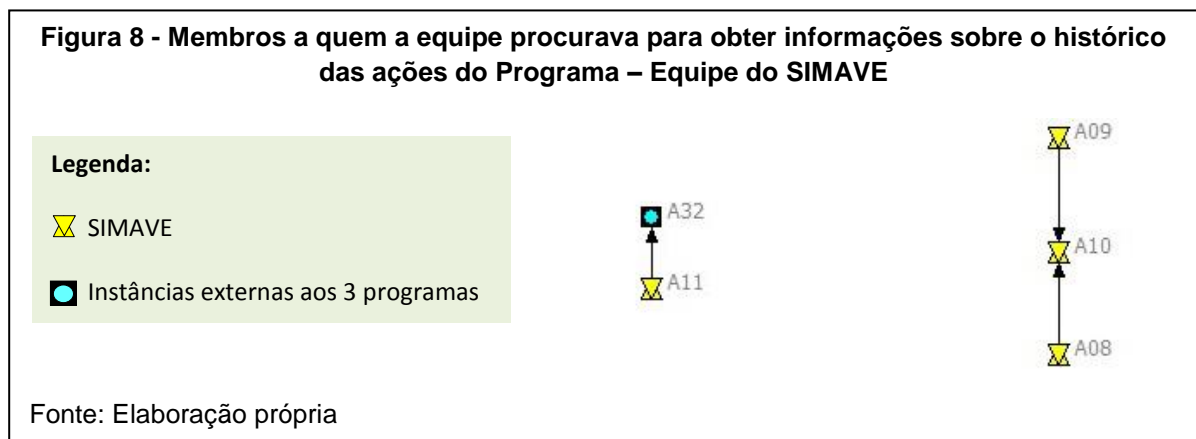 Figura 8 - Membros a quem a equipe procurava para obter informações sobre o histórico
das ações do Programa – Equipe do SIMAVE
Legenda:
SIMAVE
Instâncias externas aos 3 programas
A32
A11
A09
A10
A08
Fonte: Elaboração própria